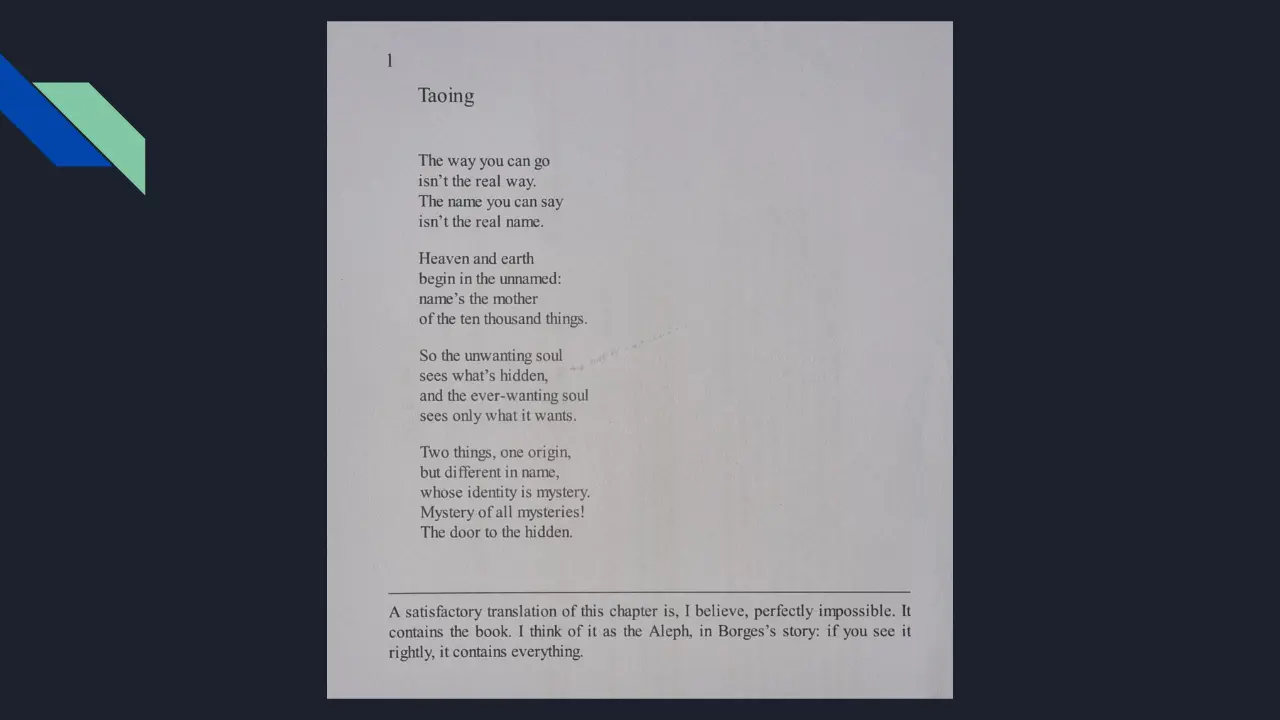 1
Taoing
The way you can go
isn't the real way.
The name you can say
isn't the real name.
Heaven and earth
begin in the unnamed:
name's the mother
of the ten thousand things.
So the unwanting soul
sees what's hidden,
and the ever-wanting soul
sees only what it wants.
Two things, one origin,
but different in name,
whose identity is mystery.
Mystery of all mysteries!
The door to the hidden.
A satisfactory translation of this chapter is, I believe, perfectly impossible. It
contains the book. I think of it as the Aleph, in Borges's story: if you see it
rightly, it contains everything.